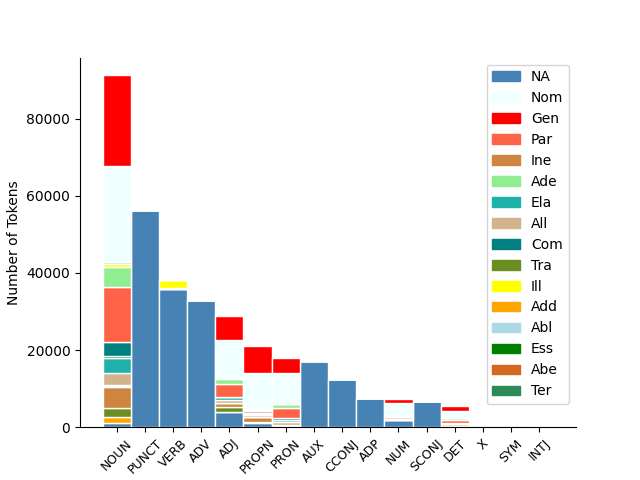 Number of Tokens
80000
60000
40000
20000
0
NOUN PUNCT VERB ADV ADJ PROPN PRON AUX CCONJ ADP NUM SCONJ DET X SYM INTJ
NA
Nom
Gen
Par
Ine
Ade
Ela
All
Com
Tra
Ill
Add
Abl
Ess
Abe
Ter